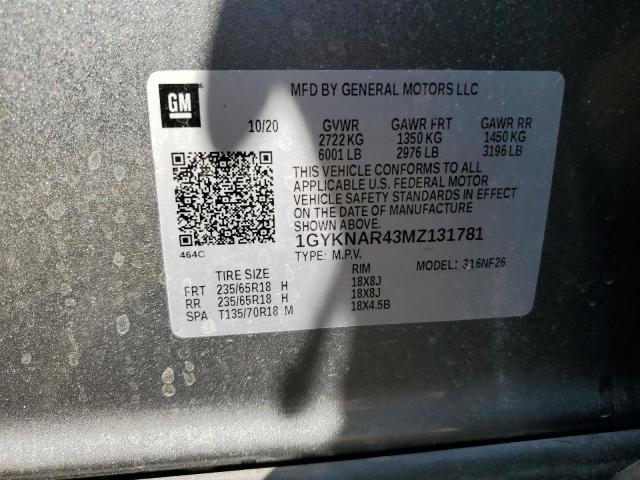 MFD BY GENERAL MOTORS LLC
GM
10/20 GVWR GAWR FRT GAWR RR
2722 KG 1350 KG 1450 KG
6001 LB 2976 LB 3196 LB
THIS VEHICLE CONFORMS TO ALL
APPLICABLE U.S. FEDERAL MOTOR
VEHICLE SAFETY STANDARDS IN EFFECT
ON THE DATE OF MANUFACTURE
SHOWN ABOVE.
1GYKNAR43MZ131781
464C TYPE: M.P.V. MODEL: 316NF26
TIRE SIZE RIM
FRT 235/65R18 H 18X8J
RR 235/65R18 H 18X8J
SPA T135/70R18 M 18X4.5B